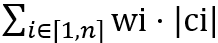 ∑i∈⌈1,n⌉ wi · |ci|